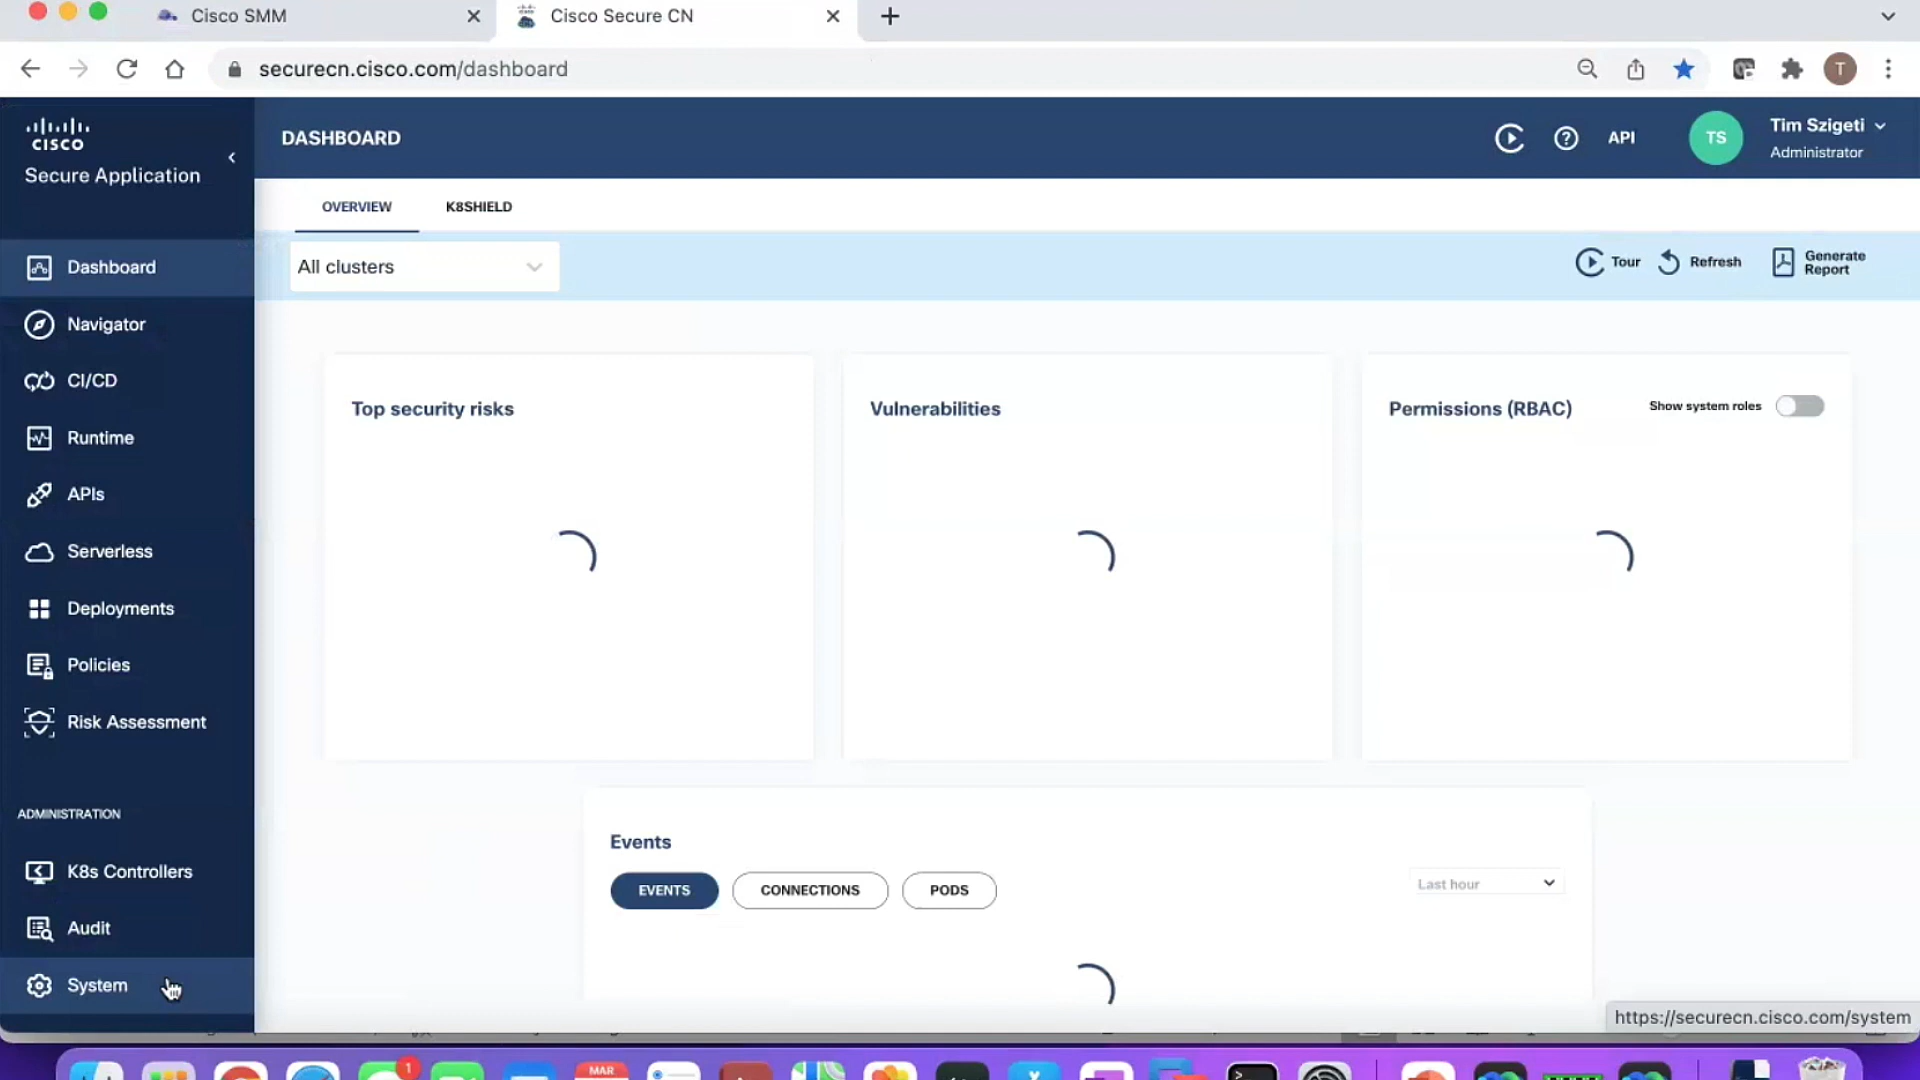 Cisco SMM
Cisco Secure CN
securecn.cisco.com/dashboard
T
cisco
Secure Application
DASHBOARD
API
TS
Tim Szigeti
Administrator
OVERVIEW
K8SHIELD
All clusters
Tour
Refresh
Generate
Report
Dashboard
Navigator
CI/CD
Runtime
APIs
Serverless
Deployments
Policies
Risk Assessment
ADMINISTRATION
K8s Controllers
Audit
System
Top security risks
Vulnerabilities
Permissions (RBAC)
Show system roles
Events
EVENTS
CONNECTIONS
PODS
Last hour
https://securecn.cisco.com/system
1
MAR